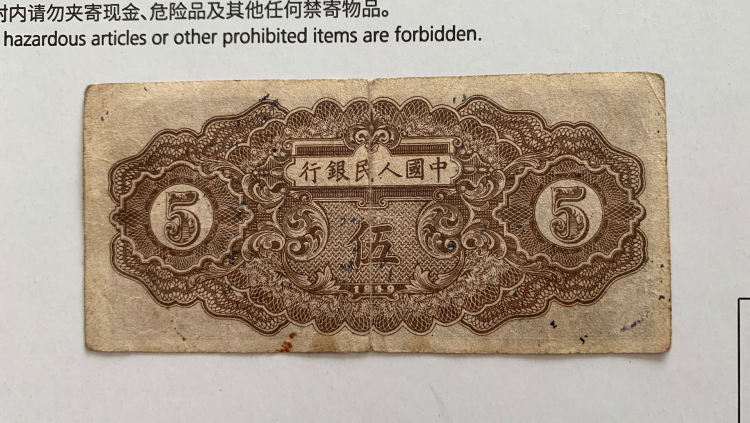 时内请勿夹寄现金、危险品及其他任何禁寄物品。
hazardous articles or other prohibited items are forbidden.
行銀民人國中
5 伍 5
1949